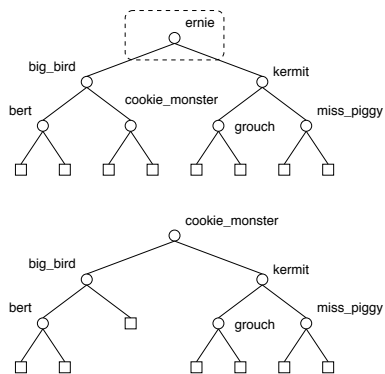 ernie
big_bird
kermit
bert
cookie_monster
grouch
miss_piggy
cookie_monster
big_bird
kermit
bert
grouch
miss_piggy